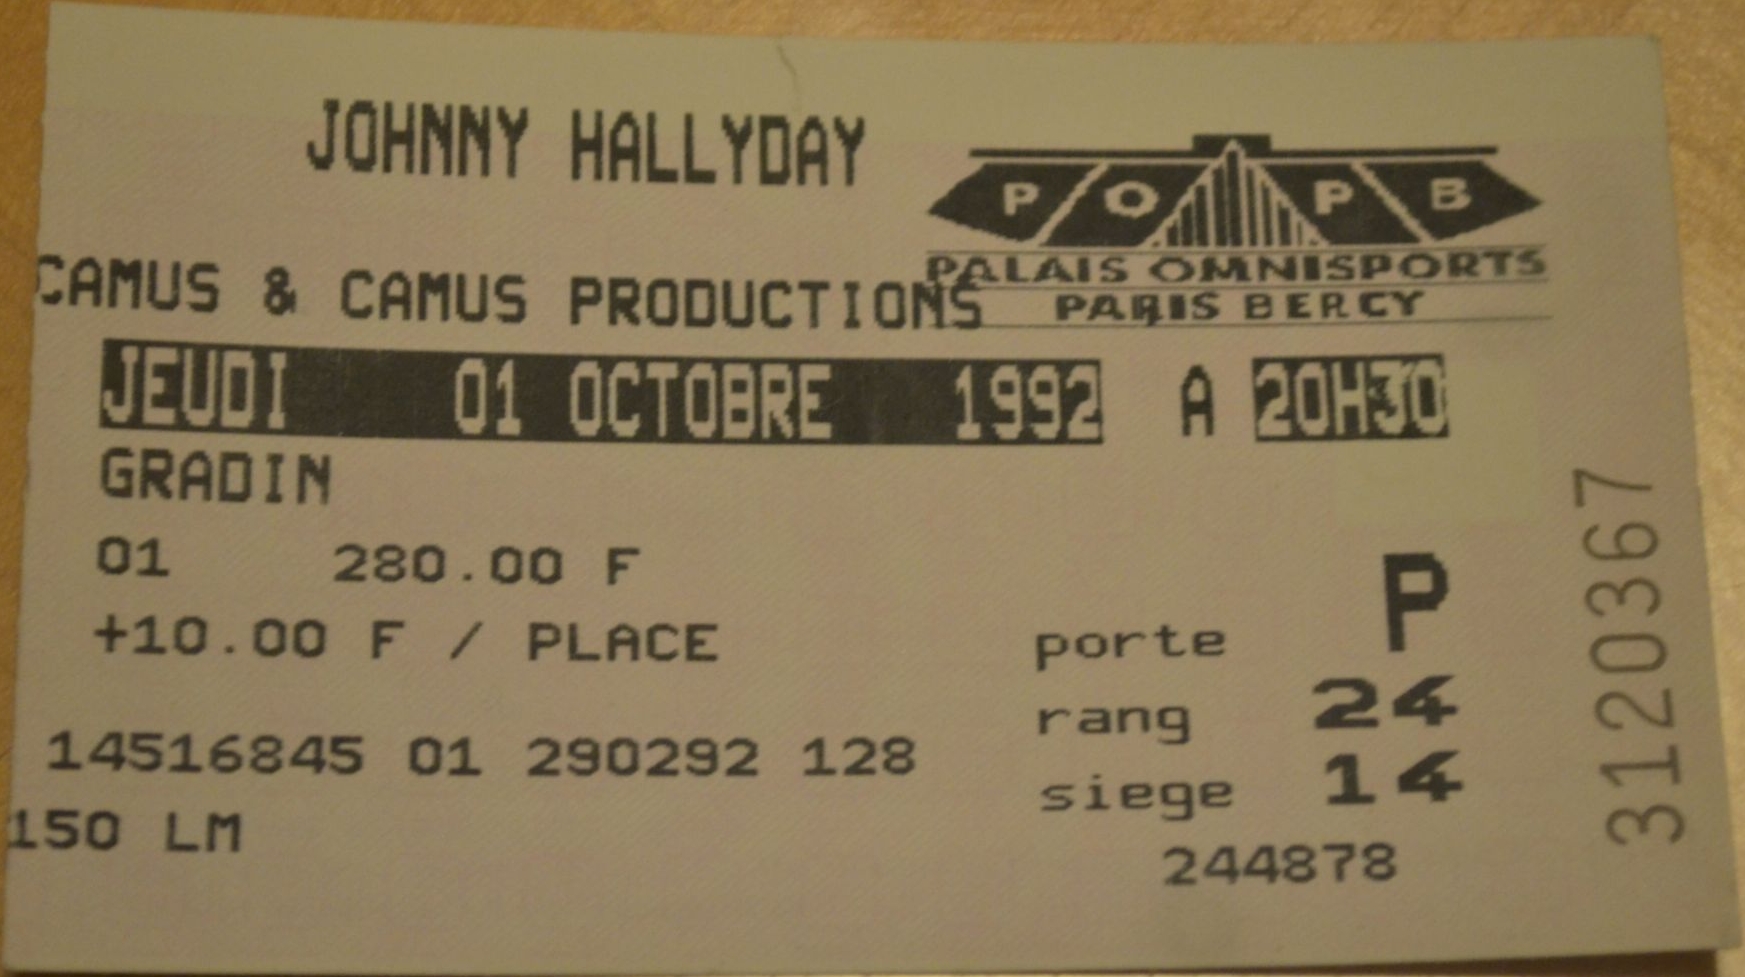 JOHNNY HALLYDAY
P O P B
PALAIS OMNISPORTS
PARIS BERCY
CAMUS & CAMUS PRODUCTIONS
JEUDI 01 OCTOBRE 1992 A 20H30
GRADIN
01 280.00 F
+10.00 F / PLACE
porte P
rang 24
siege 14
14516845 01 290292 128
150 LM
244878
3120367